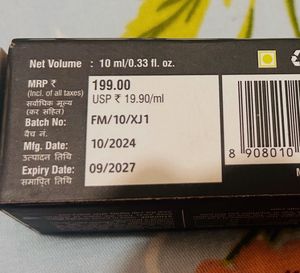 Net Volume : 10 ml/0.33 fl. oz.
MRP ₹ 199.00
(Incl. of all taxes) USP ₹ 19.90/ml
सर्वाधिक मूल्य
(कर सहित)
Batch No: FM/10/XJ1
बैच नं.
Mfg. Date: 10/2024
उत्पादन तिथि
Expiry Date: 09/2027
समाप्ति तिथि
8 908010